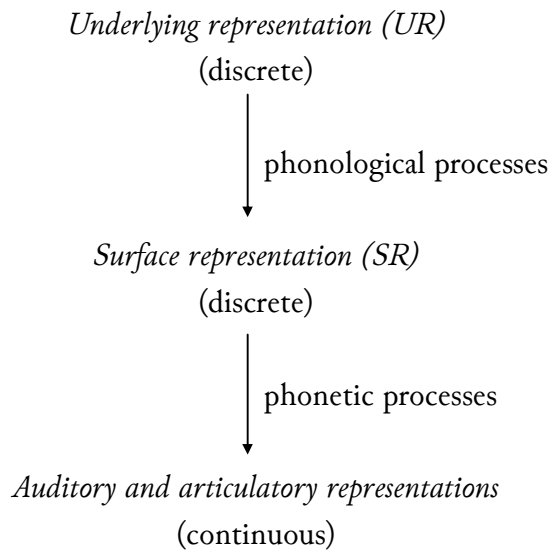 Underlying representation (UR)
(discrete)
phonological processes
Surface representation (SR)
(discrete)
phonetic processes
Auditory and articulatory representations
(continuous)